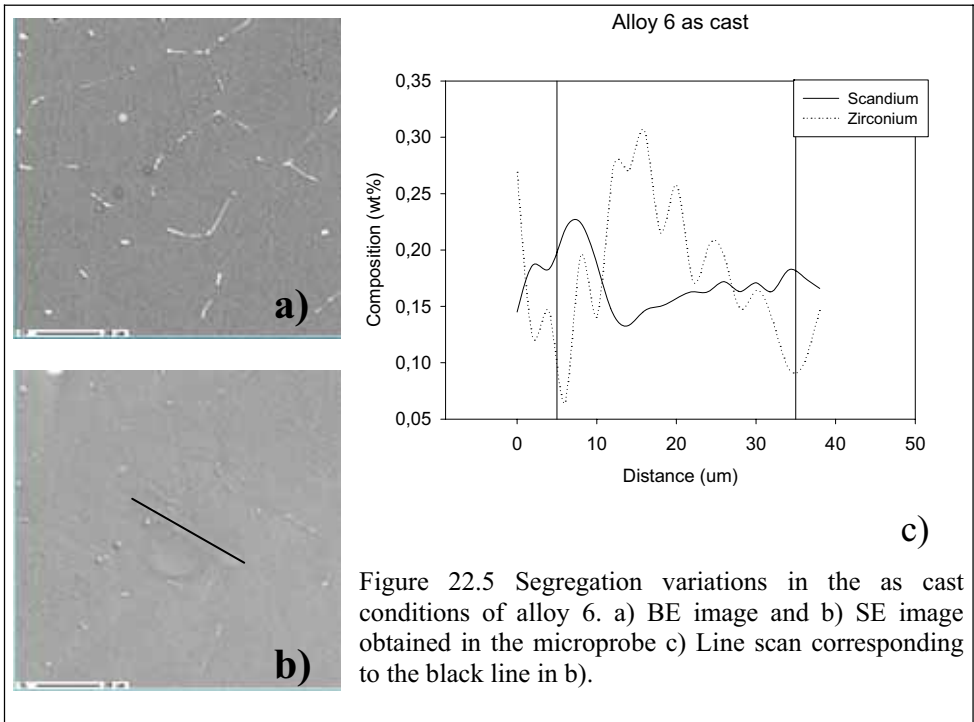 Alloy 6 as cast
a)
b)
0,35
0,30
0,25
0,20
0,15
0,10
0,05
Composition (wt%)
Scandium
Zirconium
0 10 20 30 40 50
Distance (um)
c)
Figure 22.5 Segregation variations in the as cast
conditions of alloy 6. a) BE image and b) SE image
obtained in the microprobe c) Line scan corresponding
to the black line in b).